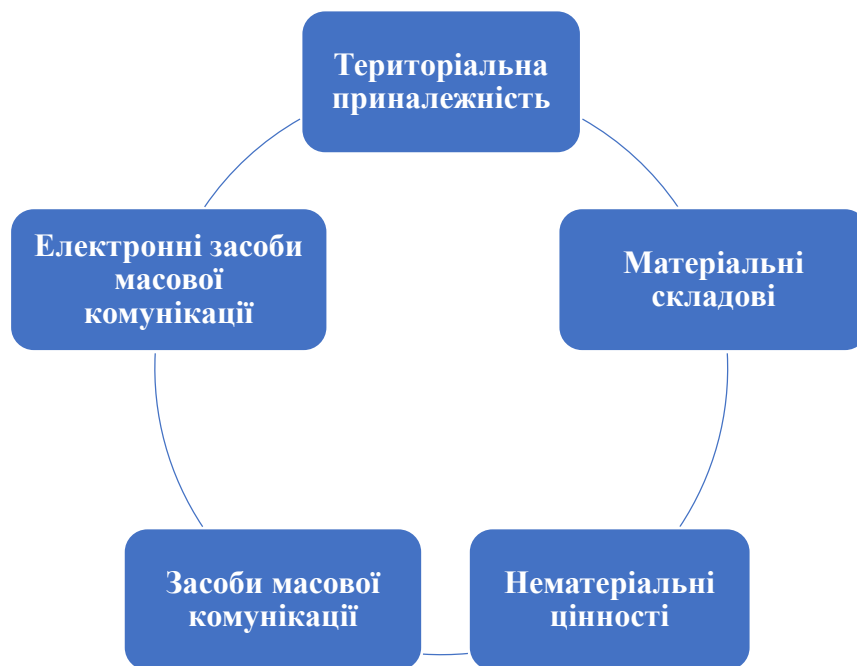 Територіальна
приналежність
Матеріальні
складові
Нематеріальні
цінності
Засоби масової
комунікації
Електронні засоби
масової
комунікації